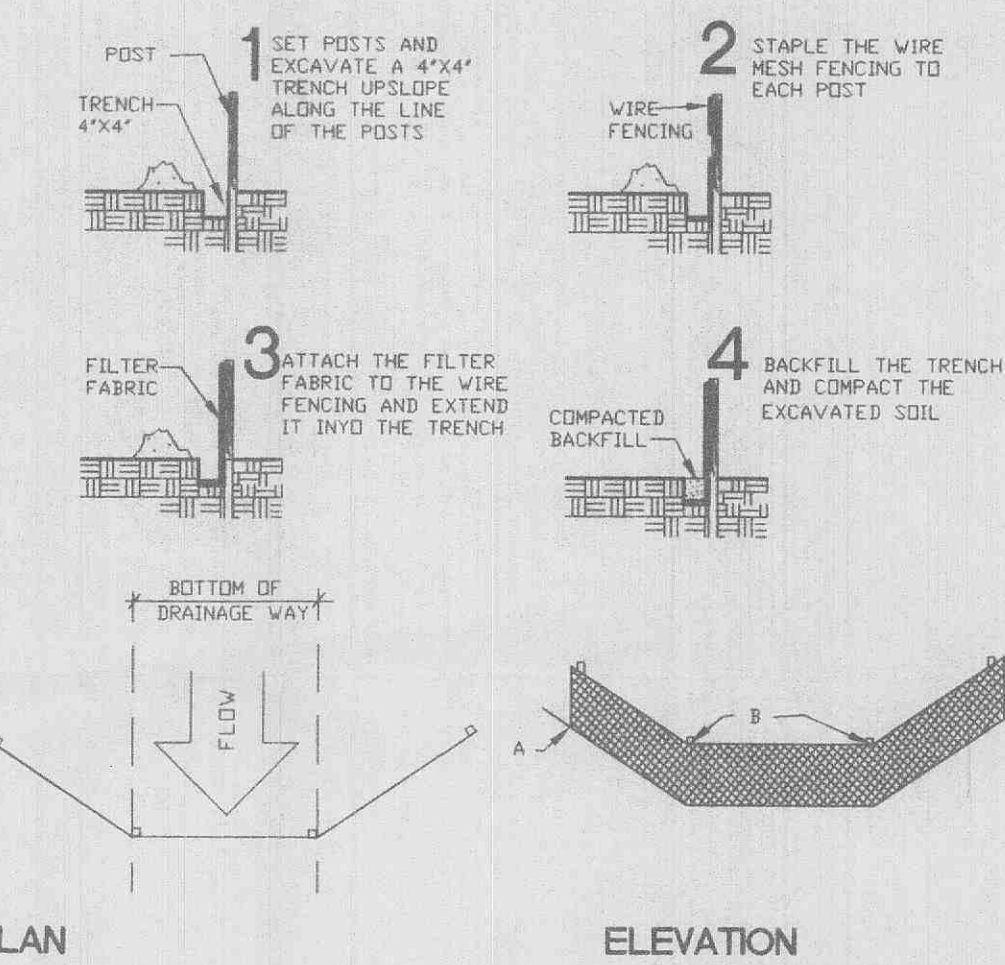 POST
TRENCH
4"X4"
1
SET POSTS AND
EXCAVATE A 4"X4"
TRENCH UPSLOPE
ALONG THE LINE
OF THE POSTS
2
STAPLE THE WIRE
MESH FENCING TO
EACH POST
WIRE
FENCING
3
ATTACH THE FILTER
FABRIC TO THE WIRE
FENCING AND EXTEND
IT INYO THE TRENCH
FILTER
FABRIC
4
BACKFILL THE TRENCH
AND COMPACT THE
EXCAVATED SOIL
COMPACTED
BACKFILL
BOTTOM OF
DRAINAGE WAY
FLOW
A
B
LAN
ELEVATION